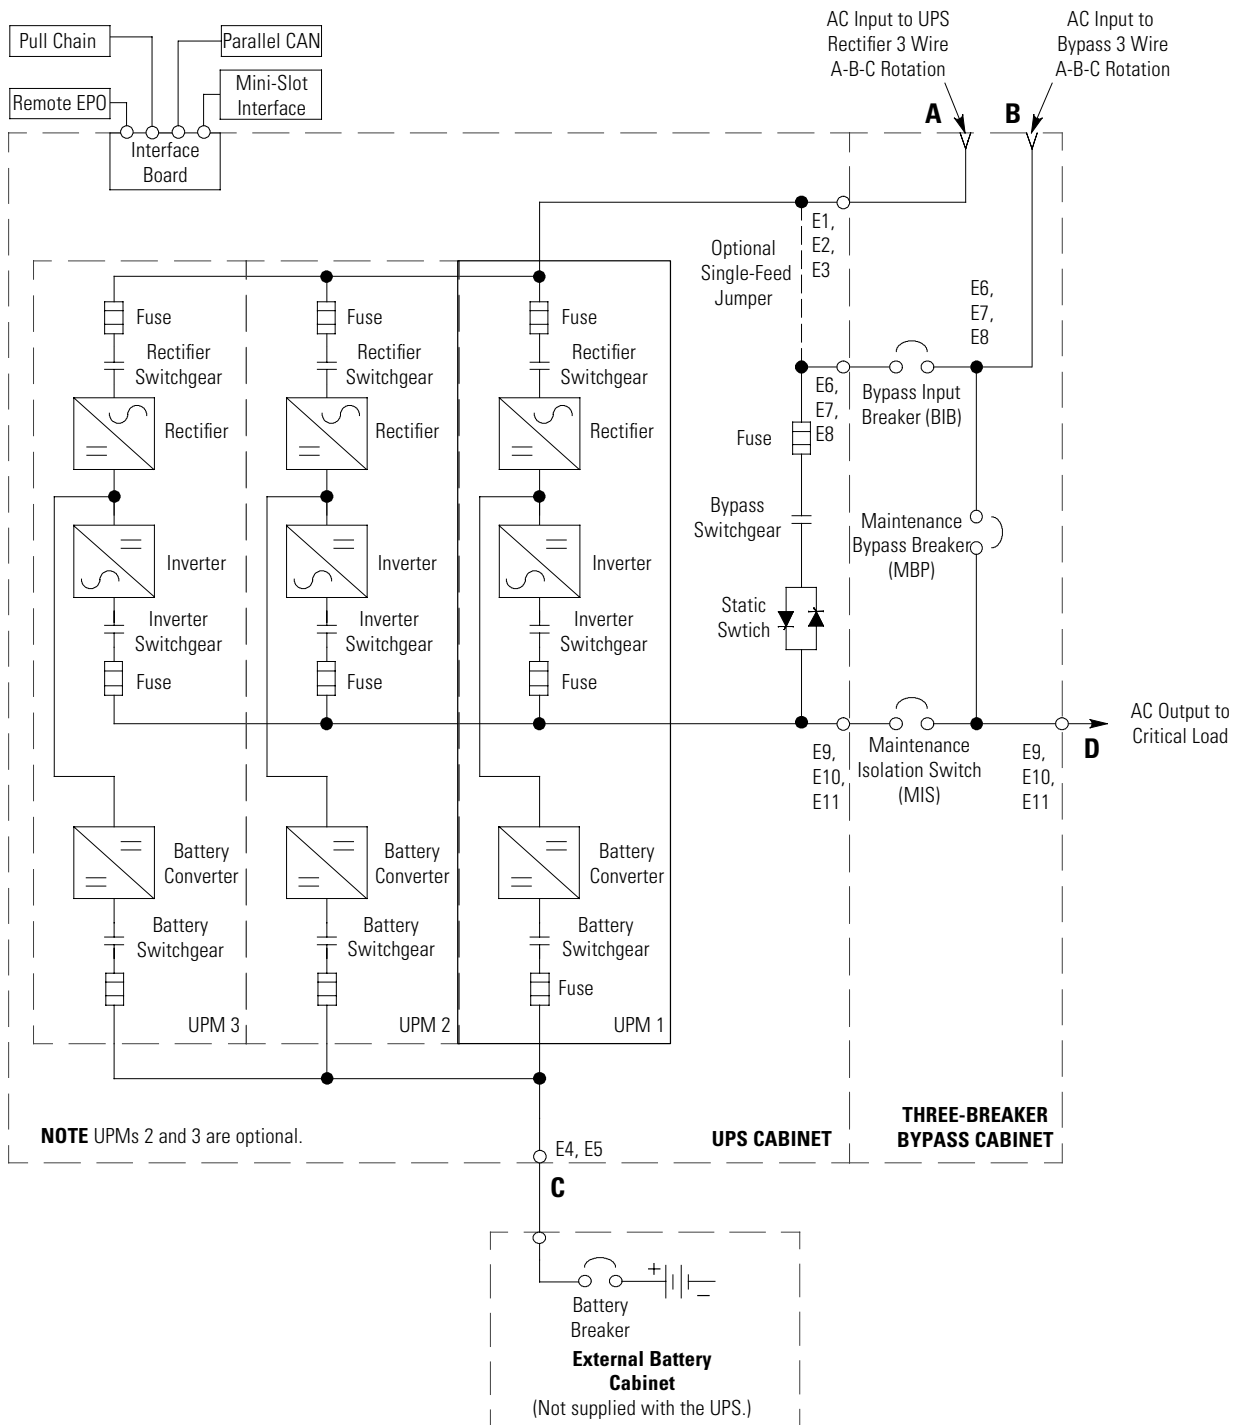 AC Input to UPS
Rectifier 3 Wire
A-B-C Rotation
AC Input to
Bypass 3 Wire
A-B-C Rotation
Pull Chain
Parallel CAN
Remote EPO
Mini-Slot
Interface
Interface
Board
A
B
E1,
E2,
E3
Optional
Single-Feed
Jumper
E6,
E7,
E8
Fuse
Fuse
Fuse
Rectifier
Switchgear
Rectifier
Switchgear
Rectifier
Switchgear
Rectifier
Rectifier
Rectifier
E6,
E7,
E8
Bypass Input
Breaker (BIB)
Fuse
Bypass
Switchgear
Maintenance
Bypass Breaker
(MBP)
Inverter
Inverter
Inverter
Inverter
Switchgear
Inverter
Switchgear
Inverter
Switchgear
Static
Swtich
Fuse
Fuse
Fuse
AC Output to
Critical Load
D
E9,
E10,
E11
Maintenance
Isolation Switch
(MIS)
E9,
E10,
E11
Battery
Converter
Battery
Converter
Battery
Converter
Battery
Switchgear
Battery
Switchgear
Battery
Switchgear
Fuse
UPM 3
UPM 2
UPM 1
NOTE UPMs 2 and 3 are optional.
UPS CABINET
THREE-BREAKER
BYPASS CABINET
E4, E5
C
+
–
Battery
Breaker
External Battery
Cabinet
(Not supplied with the UPS.)